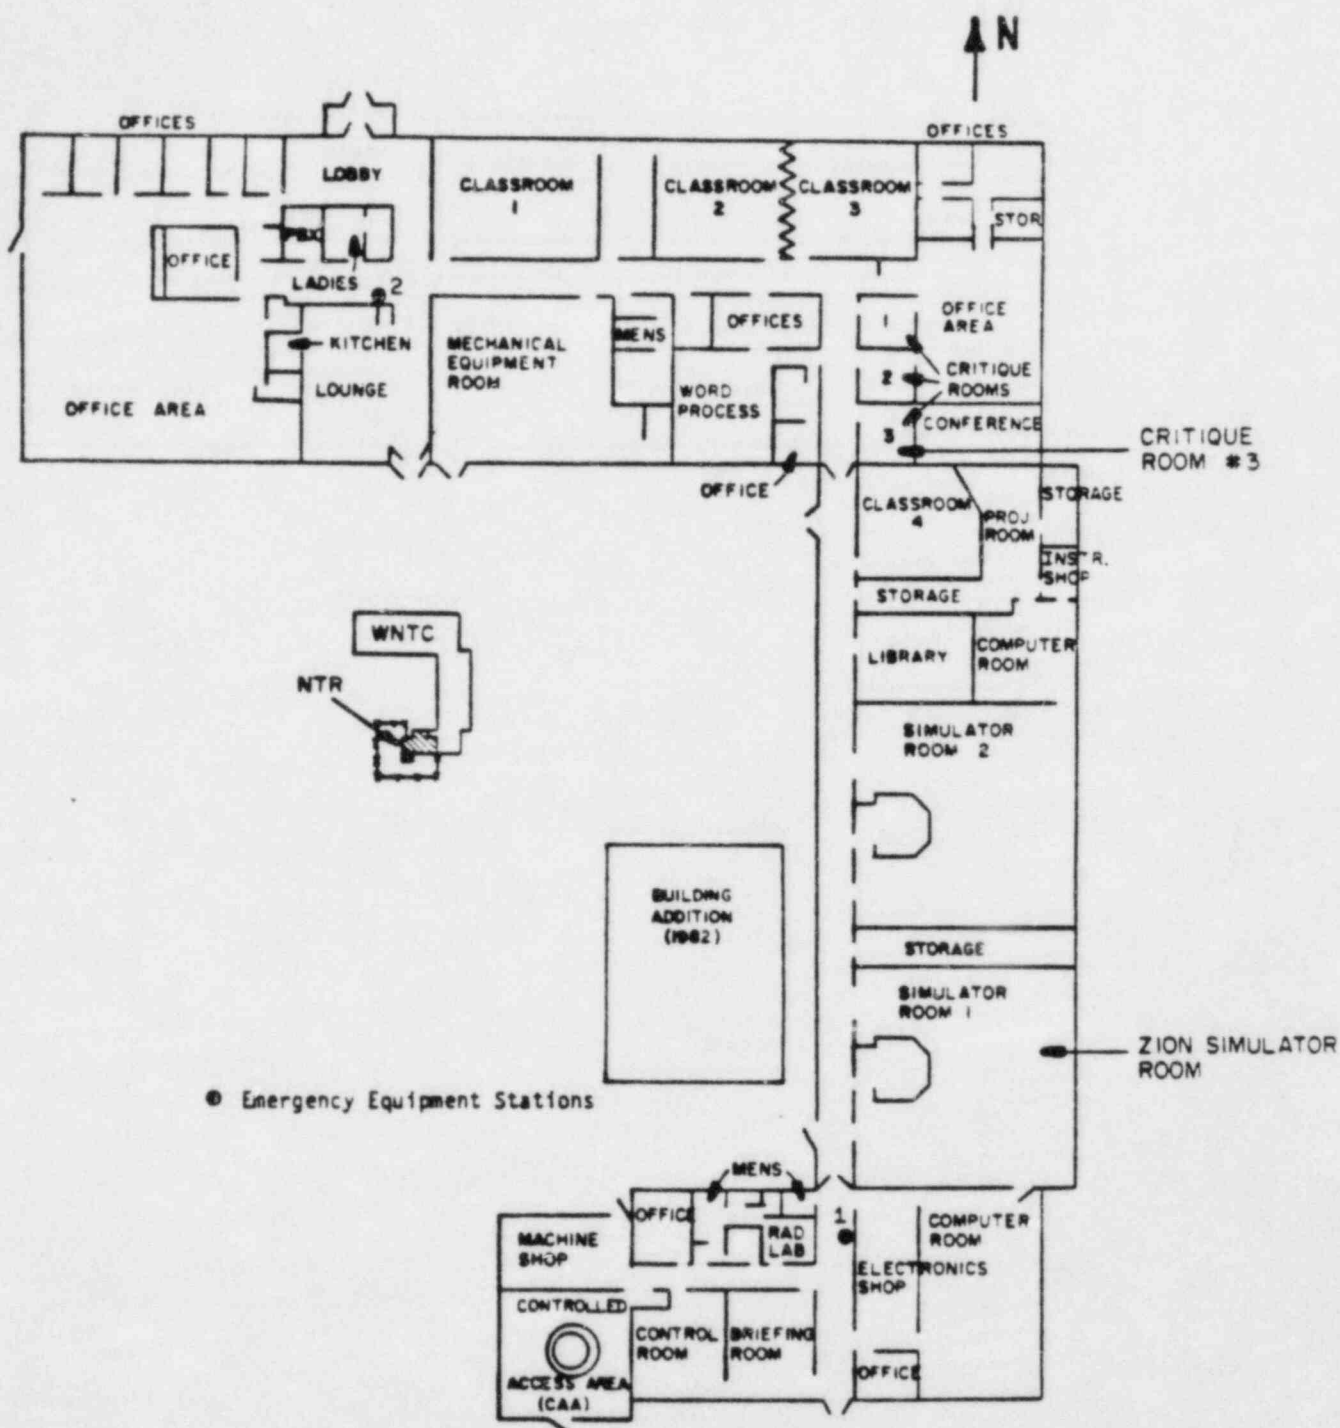 N
OFFICES
OFFICES
LOBBY
CLASSROOM
1
CLASSROOM
2
CLASSROOM
3
STOR
PBX
OFFICE
LADIES
2
OFFICES
1
OFFICE
AREA
MENS
MECHANICAL
EQUIPMENT
ROOM
KITCHEN
LOUNGE
2
CRITIQUE
ROOMS
WORD
PROCESS
OFFICE AREA
CONFERENCE
3
CRITIQUE
ROOM #3
OFFICE
CLASSROOM
4
STORAGE
PROJ
ROOM
INSTR.
SHOP
STORAGE
WNTC
LIBRARY
COMPUTER
ROOM
NTR
SIMULATOR
ROOM 2
BUILDING
ADDITION
(1982)
STORAGE
SIMULATOR
ROOM 1
ZION SIMULATOR
ROOM
Emergency Equipment Stations
MENS
OFFICE
1
COMPUTER
ROOM
MACHINE
SHOP
RAD
LAB
ELECTRONICS
SHOP
CONTROLLED
CONTROL
ROOM
BRIEFING
ROOM
OFFICE
ACCESS AREA
(CAA)